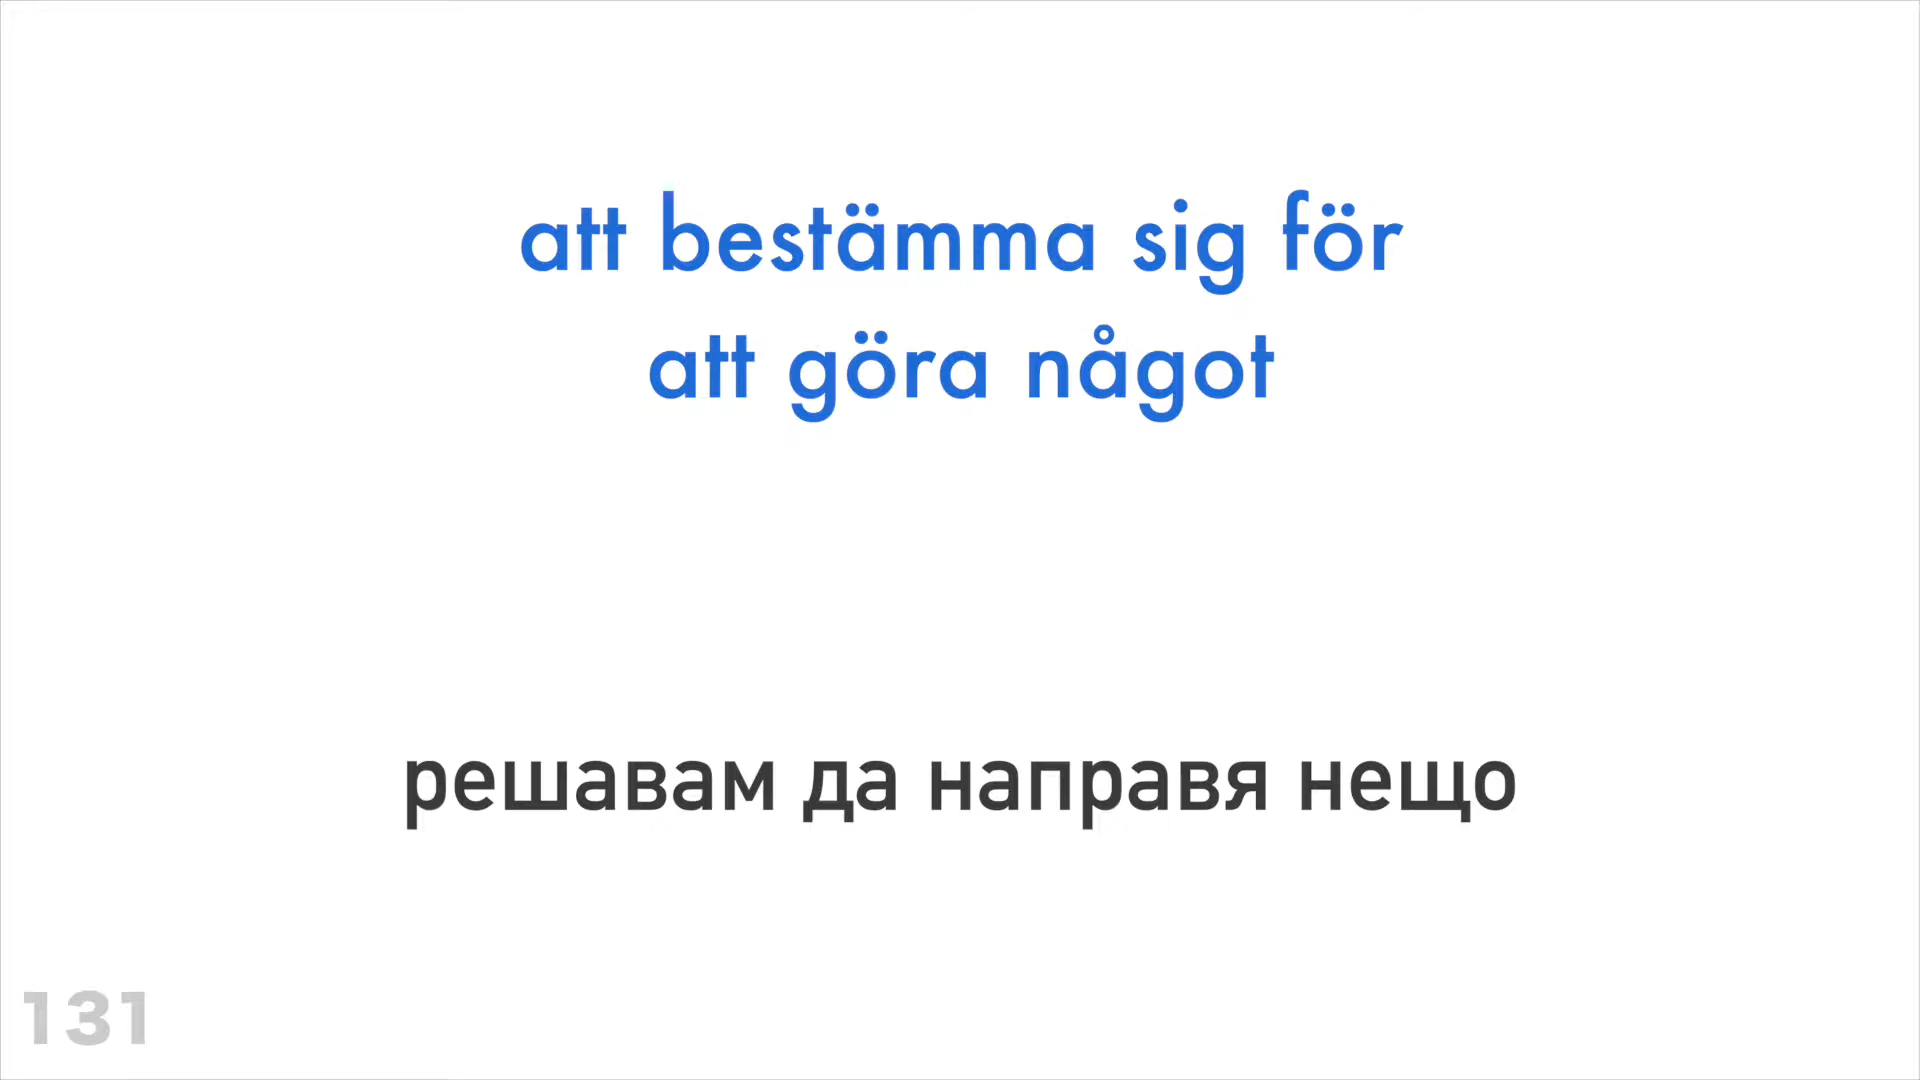 att bestämma sig för
att göra något
решавам да направя нещо
131